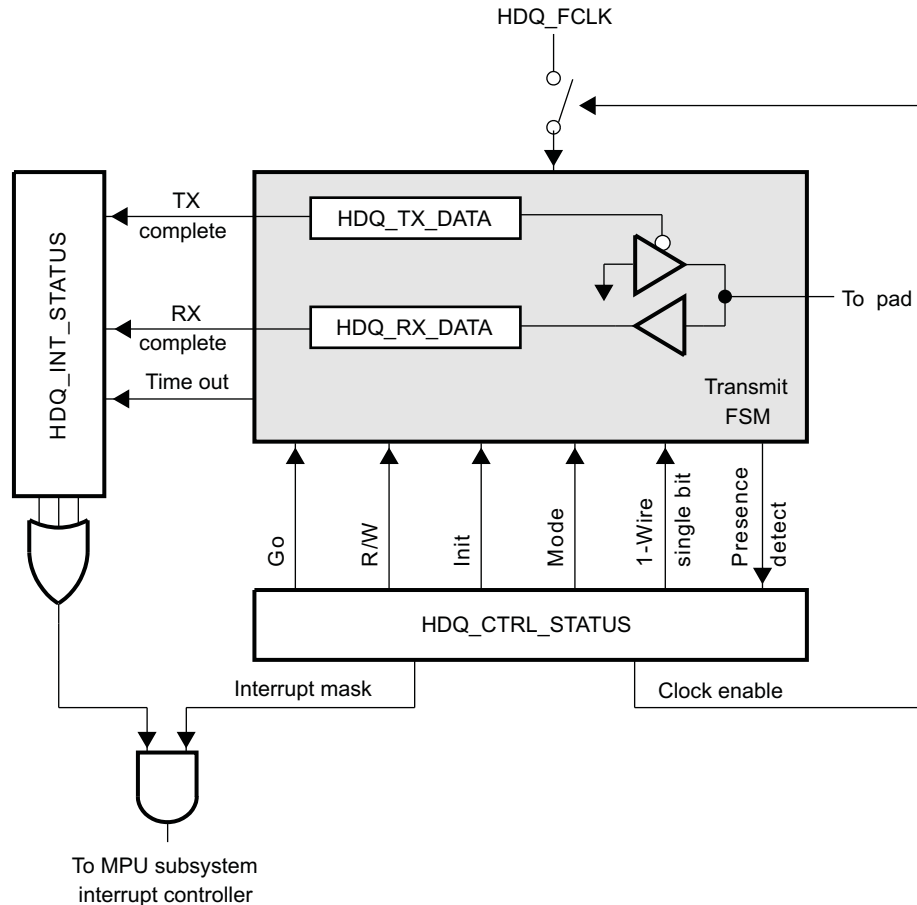 HDQ_FCLK
TX
complete
HDQ_TX_DATA
HDQ_INT_STATUS
To pad
RX
complete
HDQ_RX_DATA
Time out
Transmit
FSM
Go
R/W
Init
Mode
1-Wire
single bit
Presence
detect
HDQ_CTRL_STATUS
Interrupt mask
Clock enable
To MPU subsystem
interrupt controller